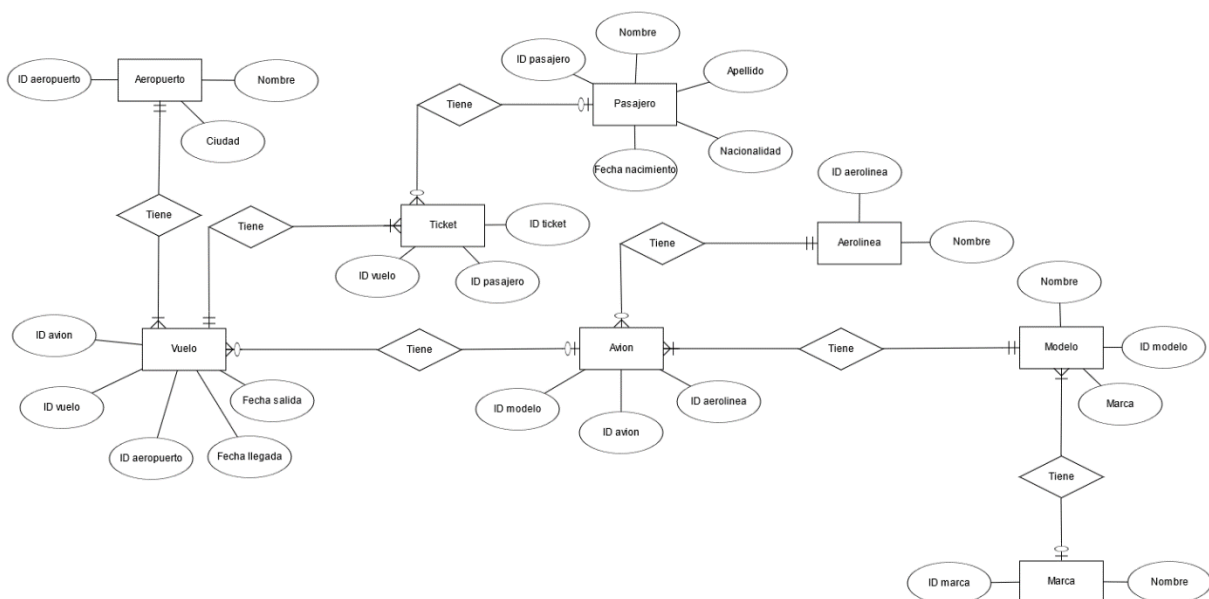 Nombre
ID pasajero
Apellido
ID aeropuerto
Aeropuerto
Nombre
Tiene
Pasajero
Ciudad
Nacionalidad
Fecha nacimiento
ID aerolinea
Tiene
Tiene
Ticket
ID ticket
Tiene
Aerolinea
Nombre
ID vuelo
ID pasajero
Nombre
ID avion
Vuelo
Tiene
Avion
Tiene
Modelo
ID modelo
ID vuelo
Fecha salida
ID modelo
ID aerolinea
Marca
ID avion
ID aeropuerto
Fecha llegada
Tiene
ID marca
Marca
Nombre